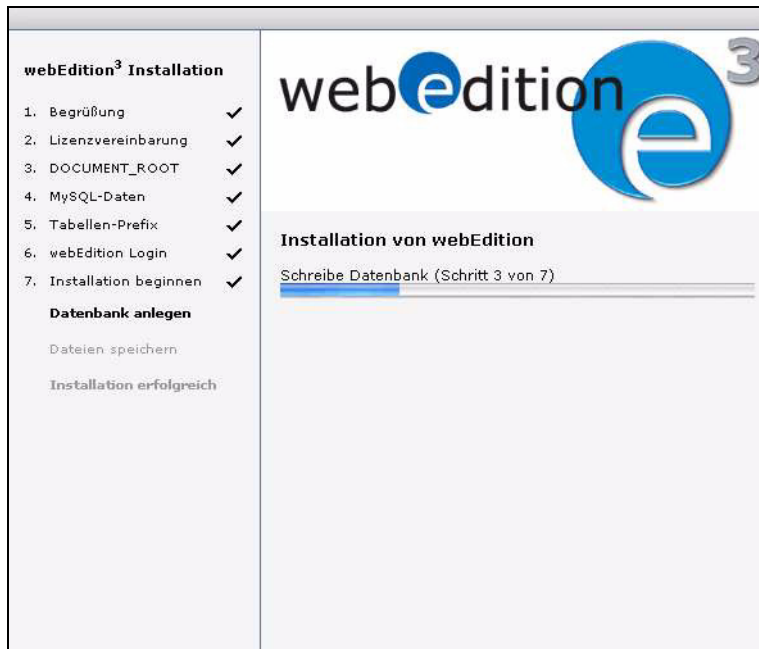 webEdition³ Installation
1. Begrüßung
2. Lizenzvereinbarung
3. DOCUMENT_ROOT
4. MySQL-Daten
5. Tabellen-Prefix
6. webEdition Login
7. Installation beginnen
Datenbank anlegen
Dateien speichern
Installation erfolgreich
webedition
e3
Installation von webEdition
Schreibe Datenbank (Schritt 3 von 7)